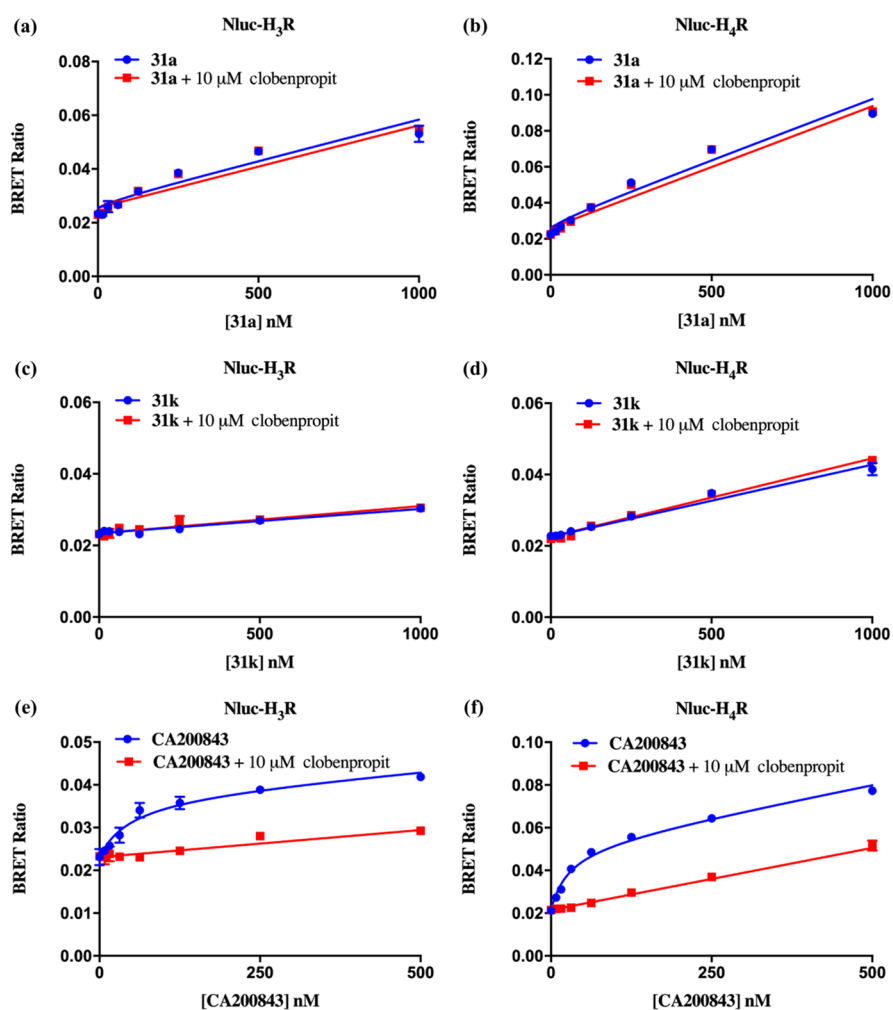 (a)
Nluc-H3R
31a
31a + 10 μM clobenpropit
BRET Ratio
0.08
0.06
0.04
0.02
0.00
0
500
1000
[31a] nM
(b)
Nluc-H4R
31a
31a + 10 μM clobenpropit
BRET Ratio
0.12
0.10
0.08
0.06
0.04
0.02
0.00
0
500
1000
[31a] nM
(c)
Nluc-H3R
31k
31k + 10 μM clobenpropit
BRET Ratio
0.06
0.04
0.02
0.00
0
500
1000
[31k] nM
(d)
Nluc-H4R
31k
31k + 10 μM clobenpropit
BRET Ratio
0.06
0.04
0.02
0.00
0
500
1000
[31k] nM
(e)
Nluc-H3R
CA200843
CA200843 + 10 μM clobenpropit
BRET Ratio
0.05
0.04
0.03
0.02
0.01
0.00
0
250
500
[CA200843] nM
(f)
Nluc-H4R
CA200843
CA200843 + 10 μM clobenpropit
BRET Ratio
0.10
0.08
0.06
0.04
0.02
0.00
0
250
500
[CA200843] nM